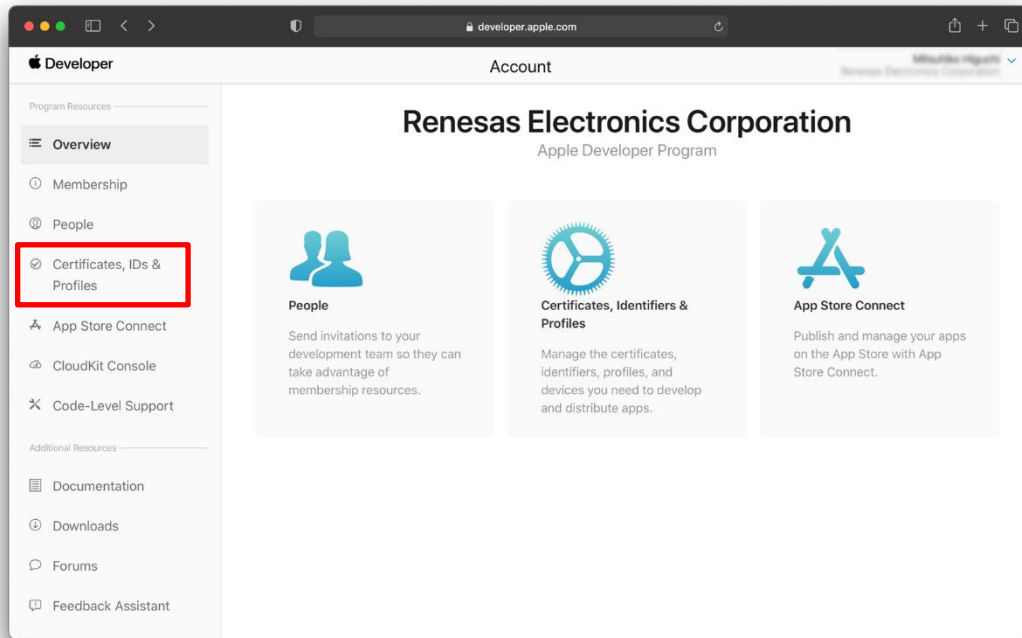 developer.apple.com
Developer
Account
Program Resources
Overview
Membership
People
Certificates, IDs &
Profiles
App Store Connect
CloudKit Console
Code-Level Support
Additional Resources
Documentation
Downloads
Forums
Feedback Assistant
Renesas Electronics Corporation
Apple Developer Program
People
Send invitations to your
development team so they can
take advantage of
membership resources.
Certificates, Identifiers &
Profiles
Manage the certificates,
identifiers, profiles, and
devices you need to develop
and distribute apps.
App Store Connect
Publish and manage your apps
on the App Store with App
Store Connect.